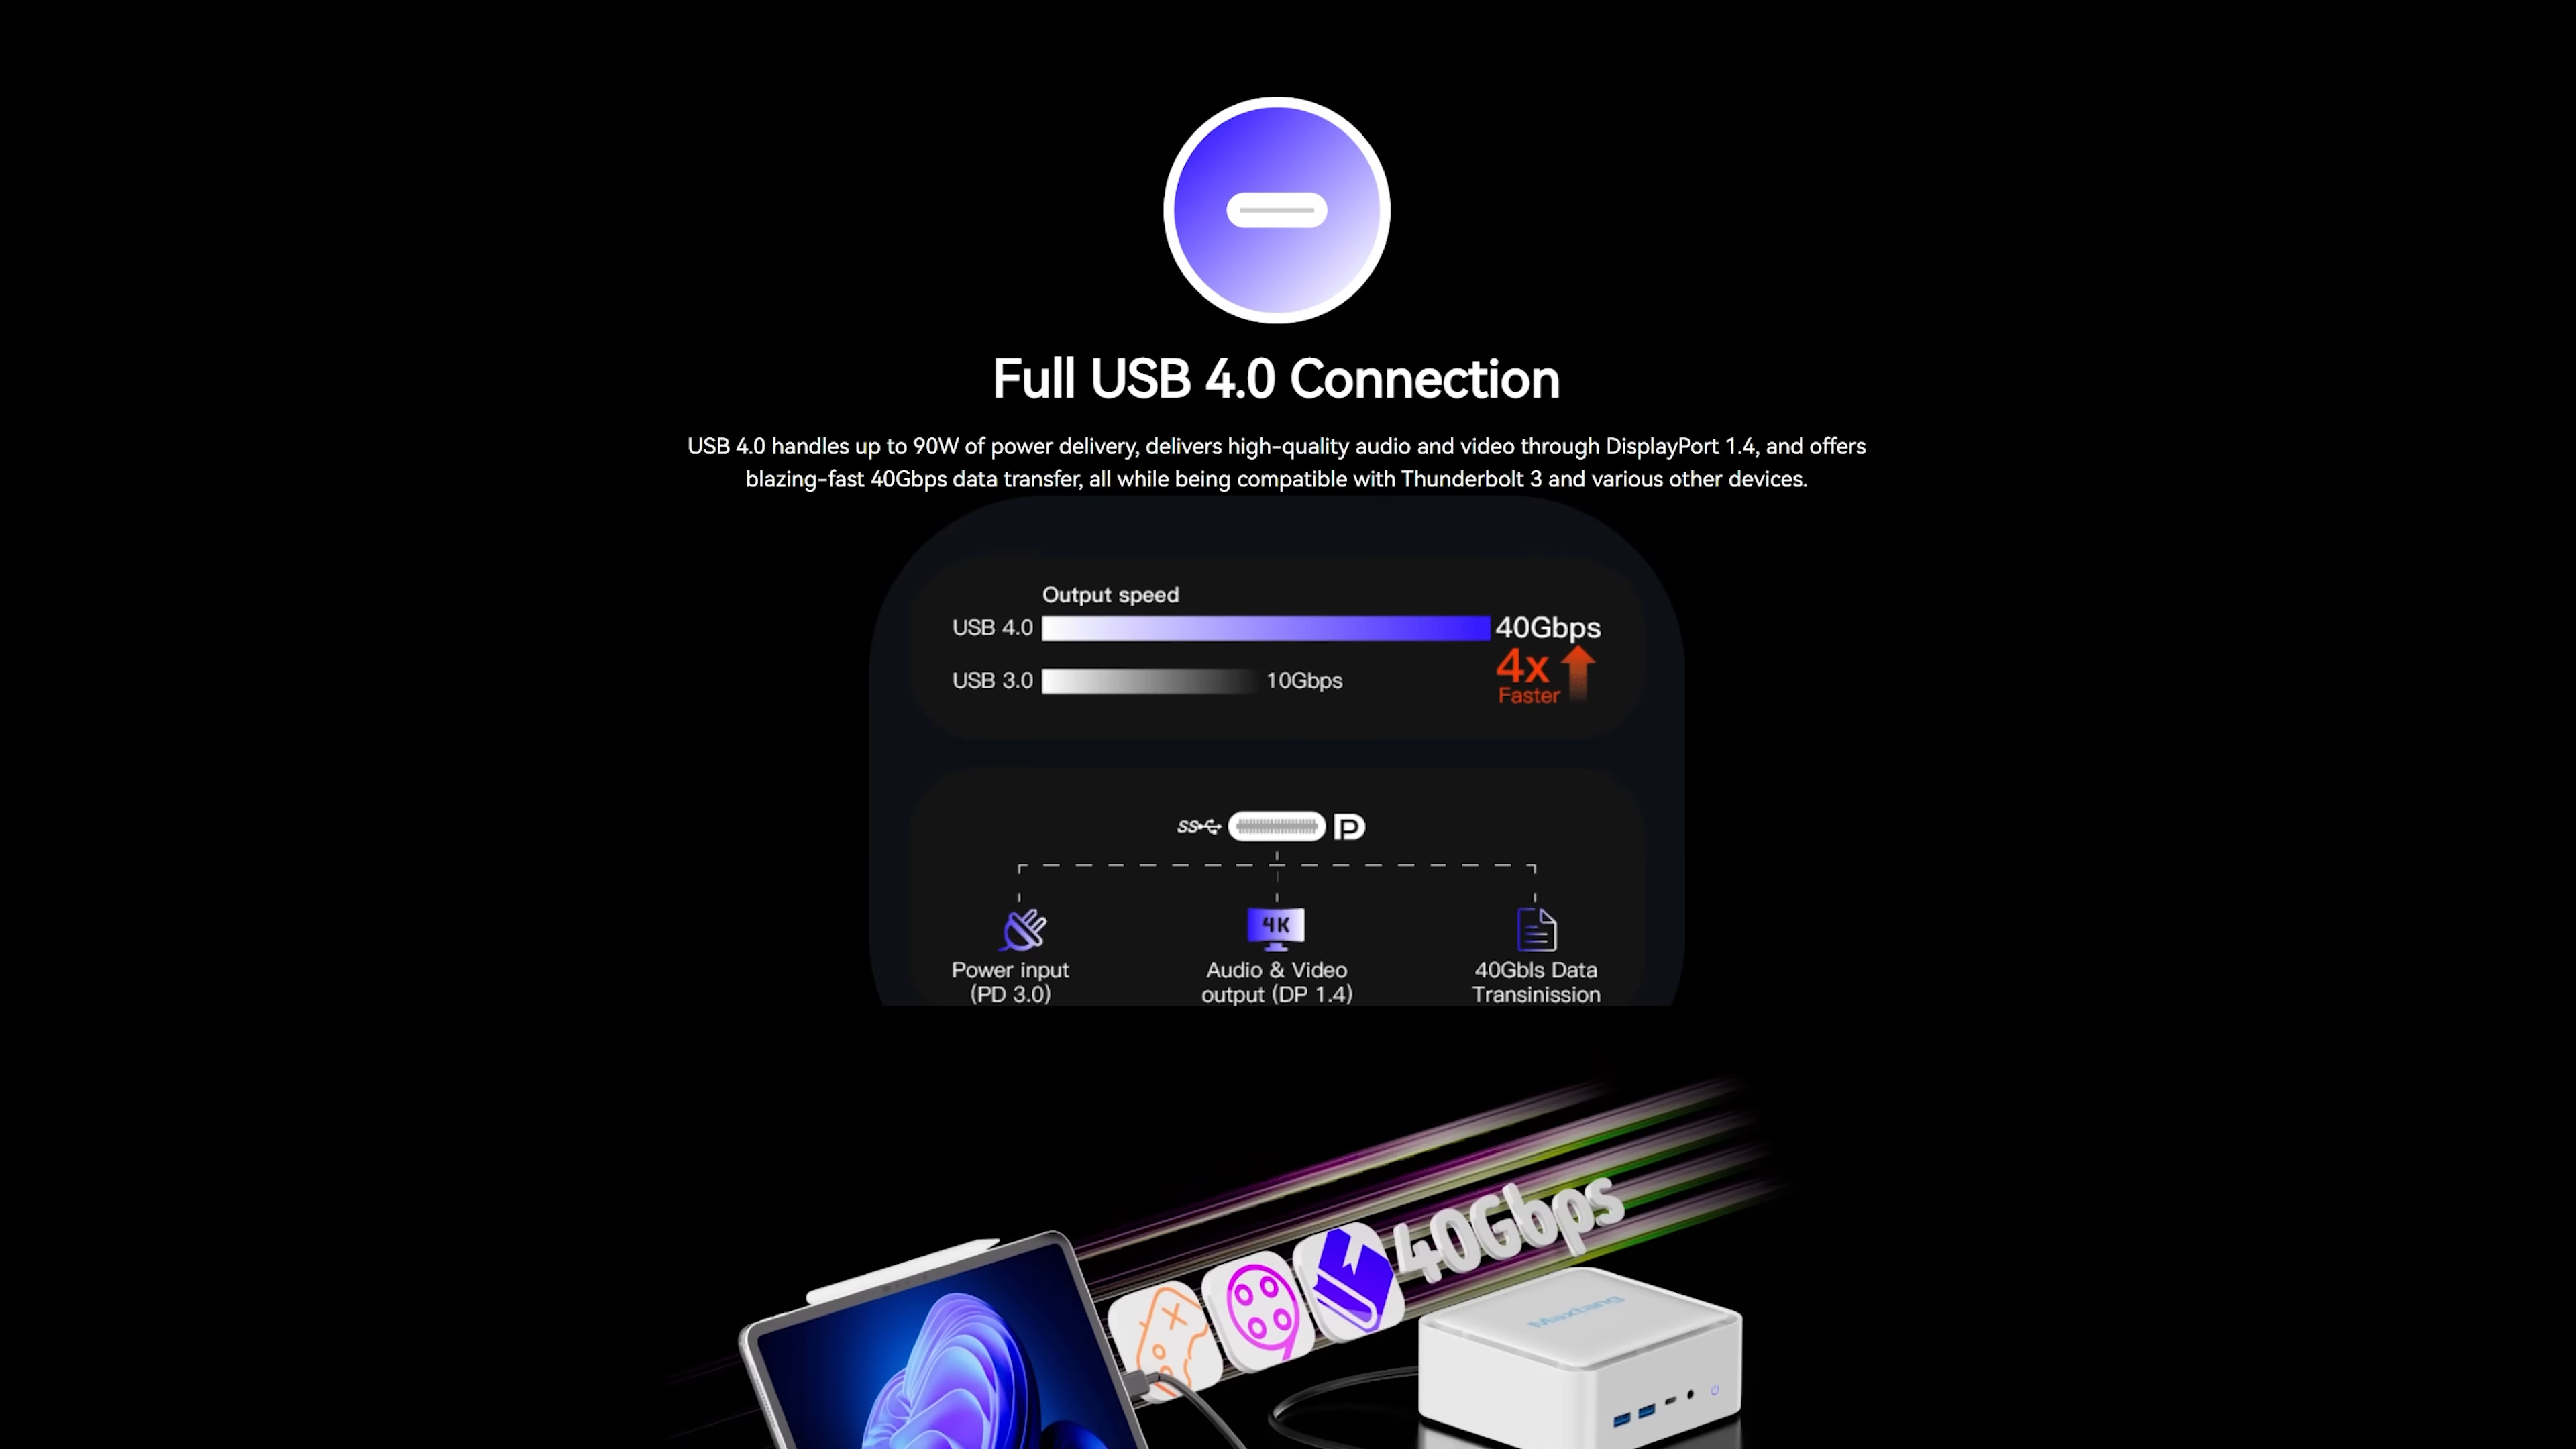 Full USB 4.0 Connection
USB 4.0 handles up to 90W of power delivery, delivers high-quality audio and video through DisplayPort 1.4, and offers
blazing-fast 40Gbps data transfer, all while being compatible with Thunderbolt 3 and various other devices.
Output speed
USB 4.0 40Gbps
4x
USB 3.0 10Gbps
Faster
SS
4K
Power input
(PD 3.0)
Audio & Video
output (DP 1.4)
40Gbls Data
Transinission
40Gbps
Maxtang